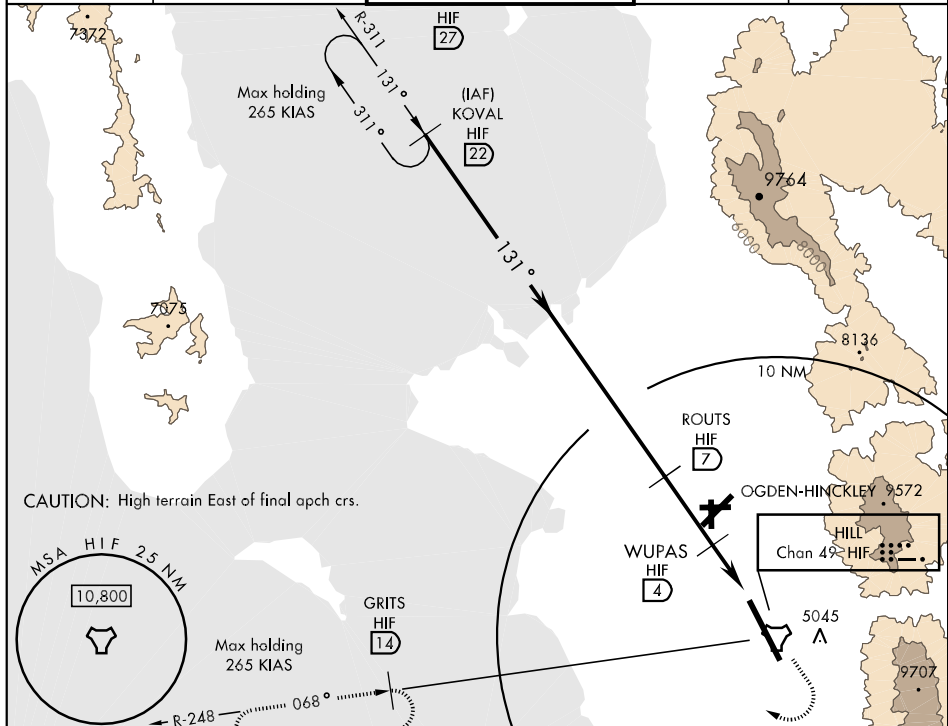 7372
R-311
HIF
27
131°
311°
Max holding
265 KIAS
(IAF)
KOVAL
HIF
22
9764
131°
7075
8136
10 NM
ROUTS
HIF
7
CAUTION: High terrain East of final apch crs.
OGDEN-HINCKLEY
9572
HILL
Chan 49 HIF
WUPAS
HIF
4
MSA HIF 25 NM
10,800
GRITS
HIF
14
5045
Max holding
265 KIAS
R-248
068°
9707